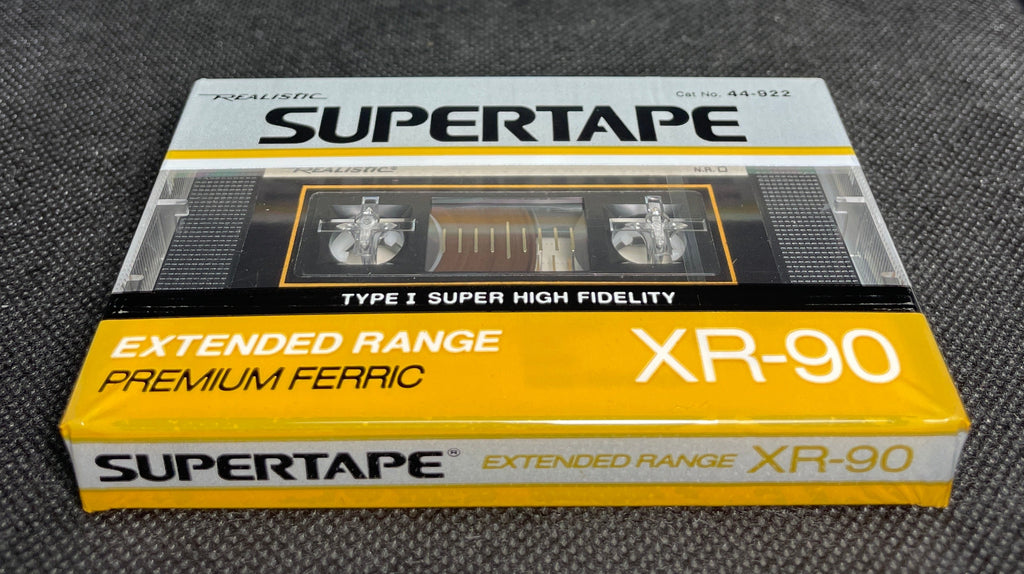 REALISTIC
Cat No. 44-922
SUPERTAPE
REALISTIC®
N.R. □
TYPE I SUPER HIGH FIDELITY
EXTENDED RANGE
PREMIUM FERRIC
XR-90
SUPERTAPE® EXTENDED RANGE XR-90